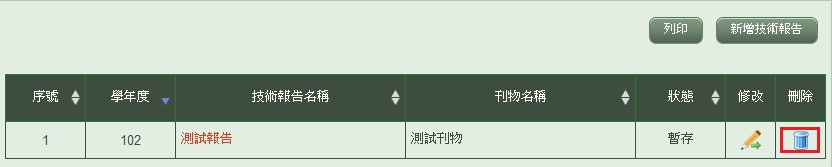 列印 新增技術報告
序號 學年度 技術報告名稱 刊物名稱 狀態 修改 刪除
1 102 測試報告 測試刊物 暫存